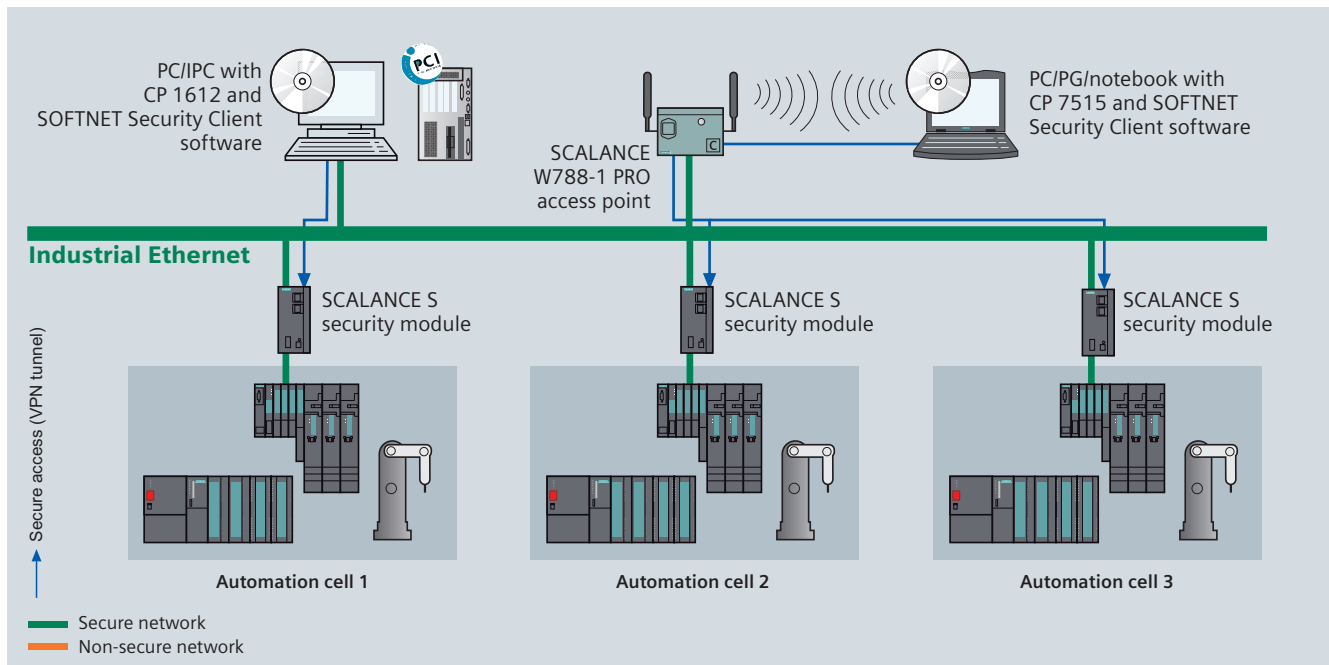 PC/IPC with
CP 1612 and
SOFTNET Security Client
software
PCI
SCALANCE
W788-1 PRO
access point
C
PC/PG/notebook with
CP 7515 and SOFTNET
Security Client software
Industrial Ethernet
SCALANCE S
security module
SCALANCE S
security module
SCALANCE S
security module
Secure access (VPN tunnel)
Automation cell 1
Automation cell 2
Automation cell 3
Secure network
Non-secure network